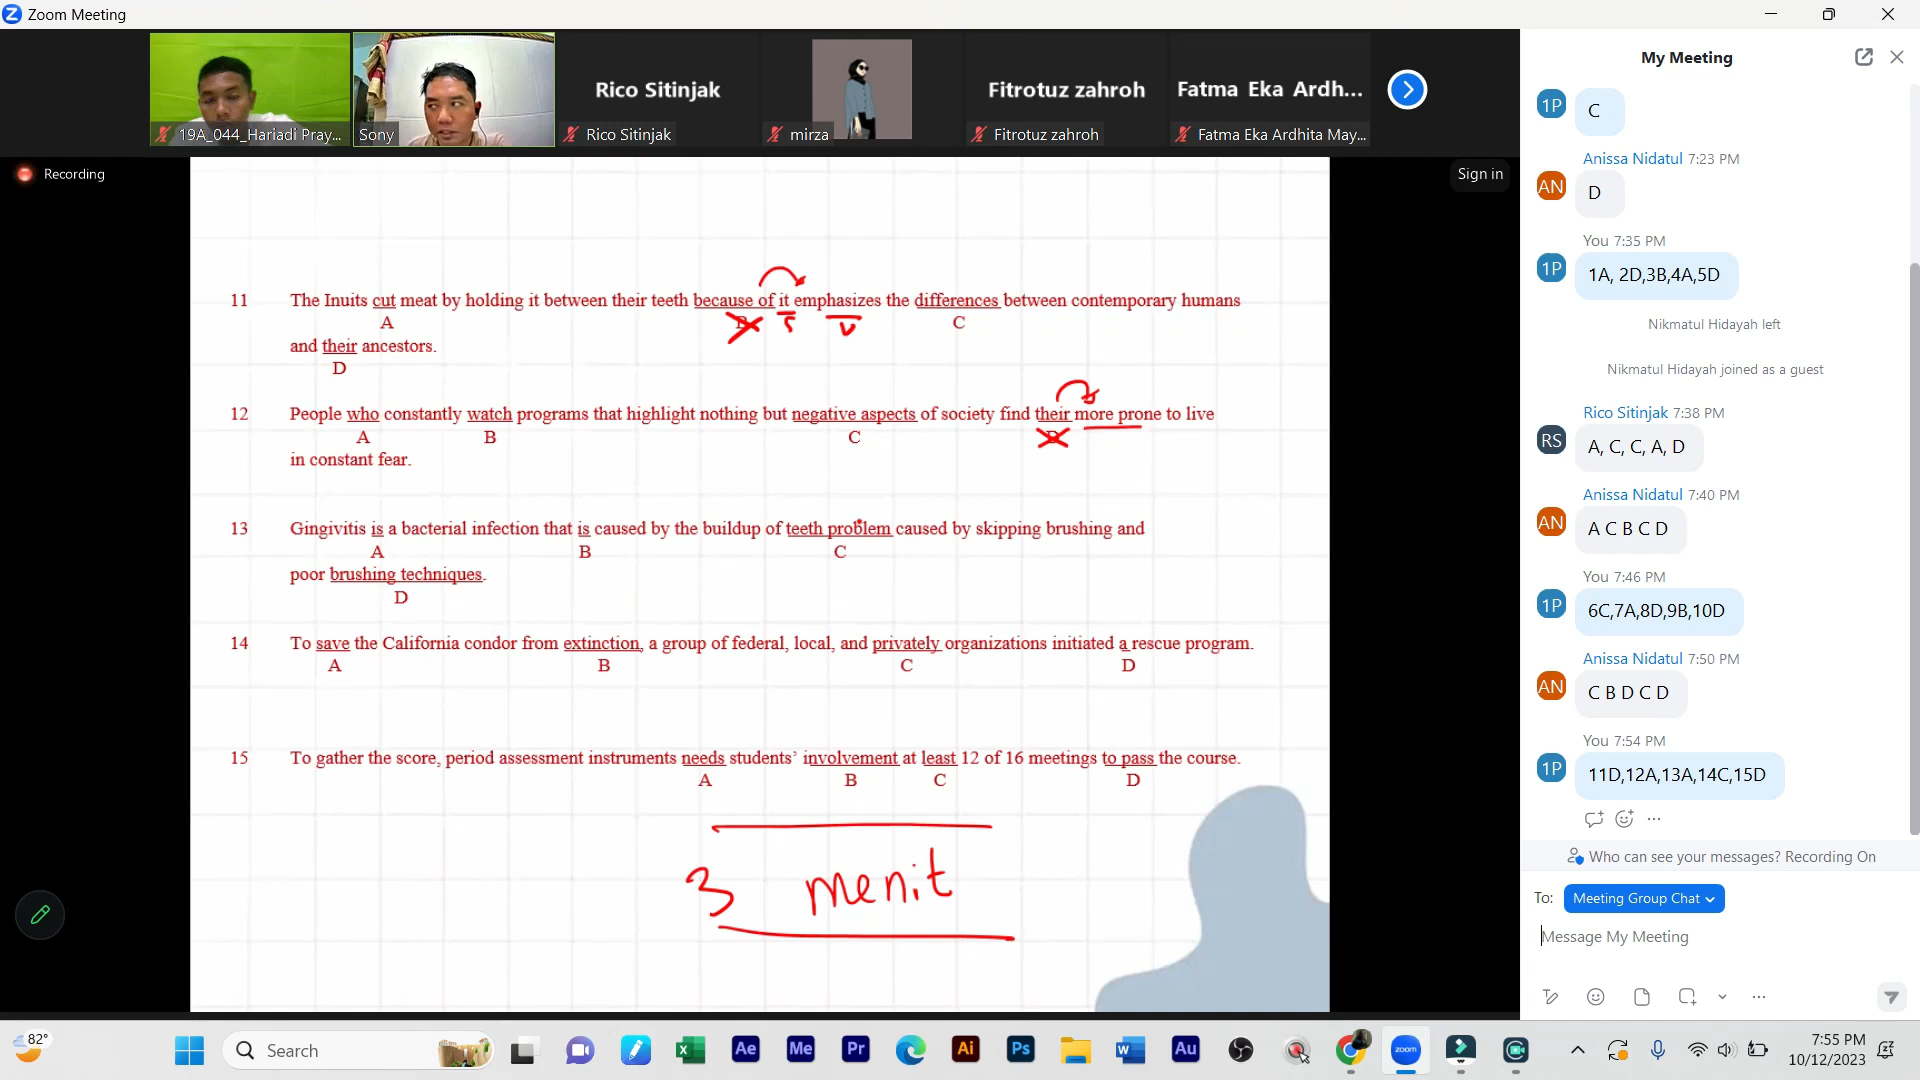 Zoom Meeting
19A_044_Hariadi Pray...
Sony
Rico Sitinjak
Rico Sitinjak
mirza
Fitrotuz zahroh
Fitrotuz zahroh
Fatma Eka Ardh...
Fatma Eka Ardhita May...
Recording
Sign in
11 The Inuits cut meat by holding it between their teeth because of it emphasizes the differences between contemporary humans
A B S V C
and their ancestors.
D
12 People who constantly watch programs that highlight nothing but negative aspects of society find their more prone to live
A B C D
in constant fear.
13 Gingivitis is a bacterial infection that is caused by the buildup of teeth problem caused by skipping brushing and
A B C
poor brushing techniques.
D
14 To save the California condor from extinction, a group of federal, local, and privately organizations initiated a rescue program.
A B C D
15 To gather the score, period assessment instruments needs students’ involvement at least 12 of 16 meetings to pass the course.
A B C D
3 menit
My Meeting
1P
C
Anissa Nidatul 7:23 PM
AN
D
You 7:35 PM
1P
1A, 2D,3B,4A,5D
Nikmatul Hidayah left
Nikmatul Hidayah joined as a guest
Rico Sitinjak 7:38 PM
RS
A, C, C, A, D
Anissa Nidatul 7:40 PM
AN
A C B C D
You 7:46 PM
1P
6C,7A,8D,9B,10D
Anissa Nidatul 7:50 PM
AN
C B D C D
You 7:54 PM
1P
11D,12A,13A,14C,15D
Who can see your messages? Recording On
To: Meeting Group Chat
Message My Meeting
82°
Search
Ae
Me
Pr
Ai
Ps
Au
zoom
7:55 PM
10/12/2023